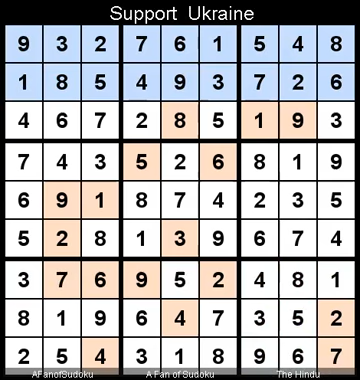 Support Ukraine
9 3 2 7 6 1 5 4 8
1 8 5 4 9 3 7 2 6
4 6 7 2 8 5 1 9 3
7 4 3 5 2 6 8 1 9
6 9 1 8 7 4 2 3 5
5 2 8 1 3 9 6 7 4
3 7 6 9 5 2 4 8 1
8 1 9 6 4 7 3 5 2
2 5 4 3 1 8 9 6 7
AFanofSudoku A Fan of Sudoku The Hindu